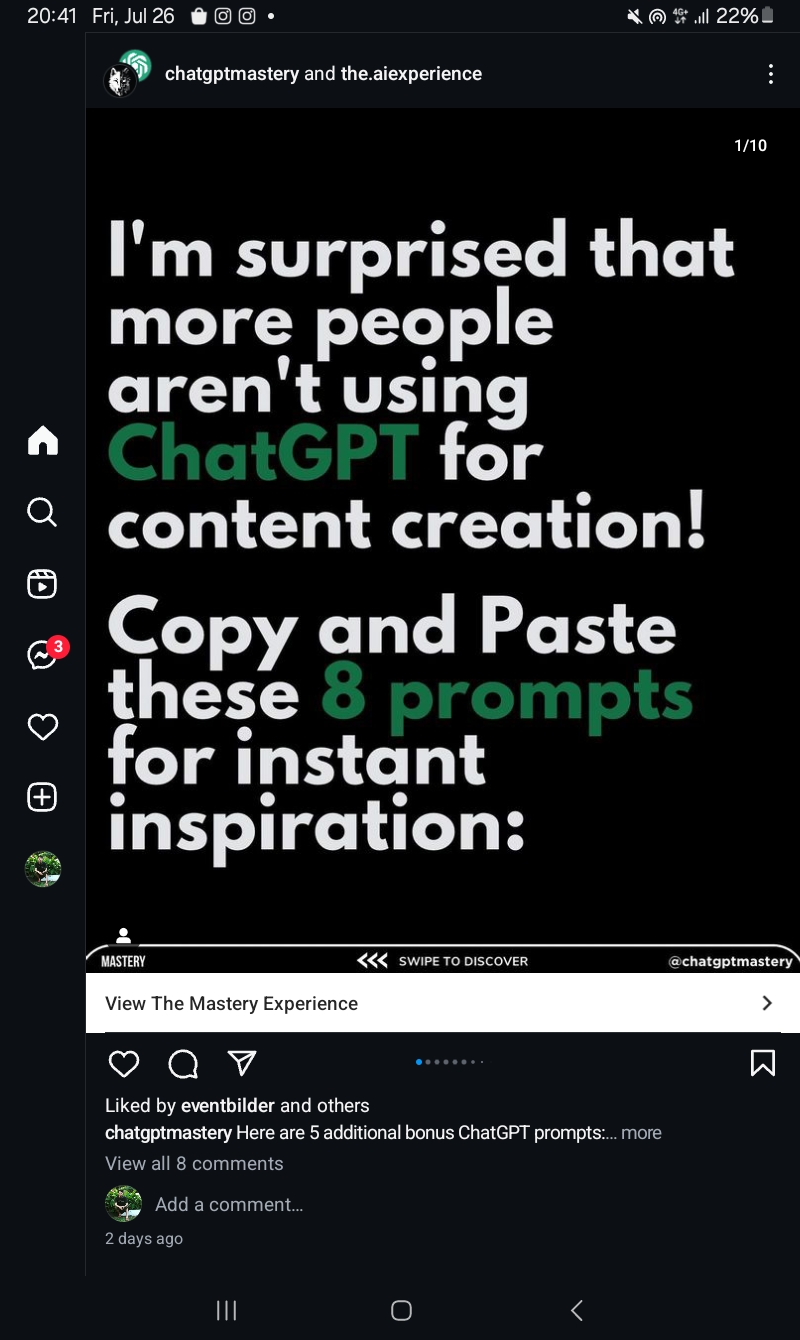 20:41 Fri, Jul 26
4G+ 22%
chatgptmastery and the.aiexperience
1/10
I'm surprised that
more people
aren't using
ChatGPT for
content creation!
Copy and Paste
these 8 prompts
for instant
inspiration:
3
MASTERY <<< SWIPE TO DISCOVER @chatgptmastery
View The Mastery Experience
Liked by eventbilder and others
chatgptmastery Here are 5 additional bonus ChatGPT prompts:... more
View all 8 comments
Add a comment...
2 days ago